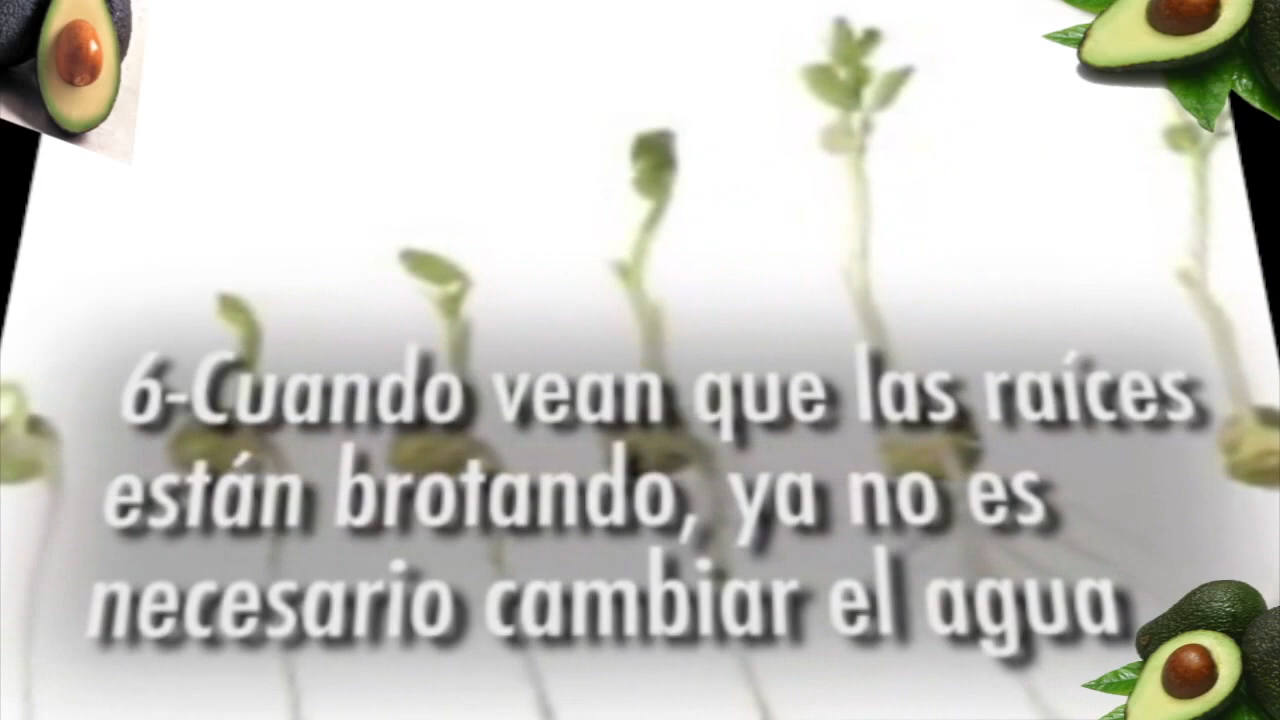 6-Cuando vean que las raíces
están brotando, ya no es
necesario cambiar el agua